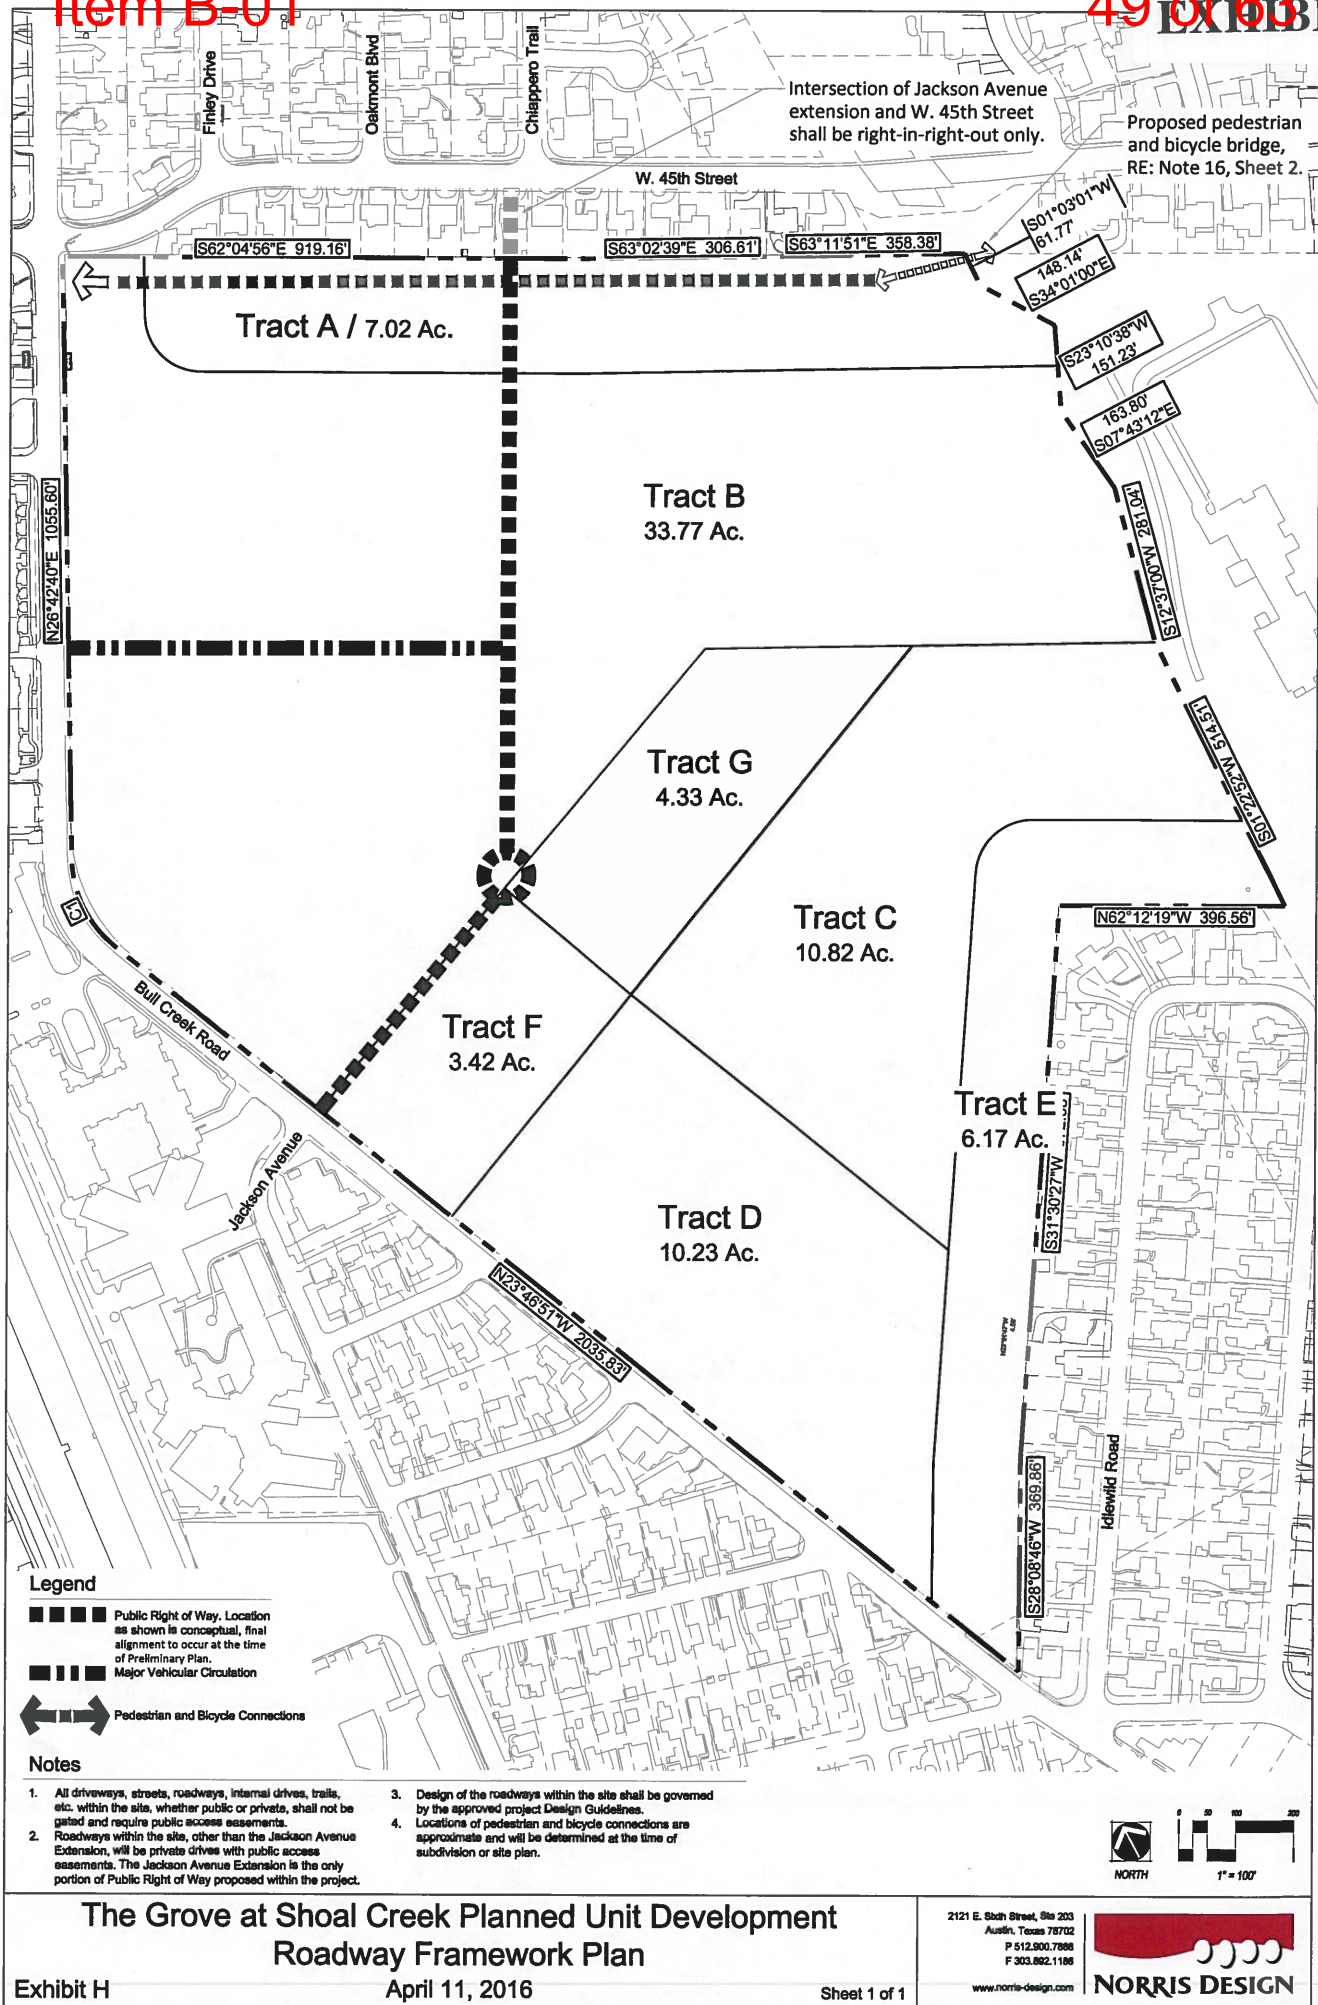 Item B-01
49 of 63
EXHIB
Finley Drive
Oakmont Blvd
Chiappero Trail
Intersection of Jackson Avenue
extension and W. 45th Street
shall be right-in-right-out only.
Proposed pedestrian
and bicycle bridge,
RE: Note 16, Sheet 2.
W. 45th Street
S62°04'56"E 919.16'
S63°02'39"E 306.61'
S63°11'51"E 358.38'
S01°03'01"W
61.77'
148.14'
S34°01'00"E
Tract A / 7.02 Ac.
S23°10'38"W
151.23'
163.80'
S07°43'12"E
Tract B
33.77 Ac.
N26°42'40"E 1055.60'
S12°37'00"W 281.04'
Tract G
4.33 Ac.
S01°22'52"W 514.51'
C1
Tract C
10.82 Ac.
N62°12'19"W 396.56'
Bull Creek Road
Tract F
3.42 Ac.
Tract E
6.17 Ac.
S31°30'27"W
Jackson Avenue
Tract D
10.23 Ac.
N23°46'51"W 2035.83'
Idlewild Road
S28°08'46"W 369.86'
Legend
Public Right of Way. Location
as shown is conceptual, final
alignment to occur at the time
of Preliminary Plan.
Major Vehicular Circulation
Pedestrian and Bicycle Connections
Notes
1. All driveways, streets, roadways, internal drives, trails,
etc. within the site, whether public or private, shall not be
gated and require public access easements.
2. Roadways within the site, other than the Jackson Avenue
Extension, will be private drives with public access
easements. The Jackson Avenue Extension is the only
portion of Public Right of Way proposed within the project.
3. Design of the roadways within the site shall be governed
by the approved project Design Guidelines.
4. Locations of pedestrian and bicycle connections are
approximate and will be determined at the time of
subdivision or site plan.
NORTH
0 50 100 200
1" = 100'
The Grove at Shoal Creek Planned Unit Development
Roadway Framework Plan
Exhibit H
April 11, 2016
Sheet 1 of 1
2121 E. Sixth Street, Ste 203
Austin, Texas 78702
P 512.900.7888
F 303.892.1186
www.norris-design.com
NORRIS DESIGN